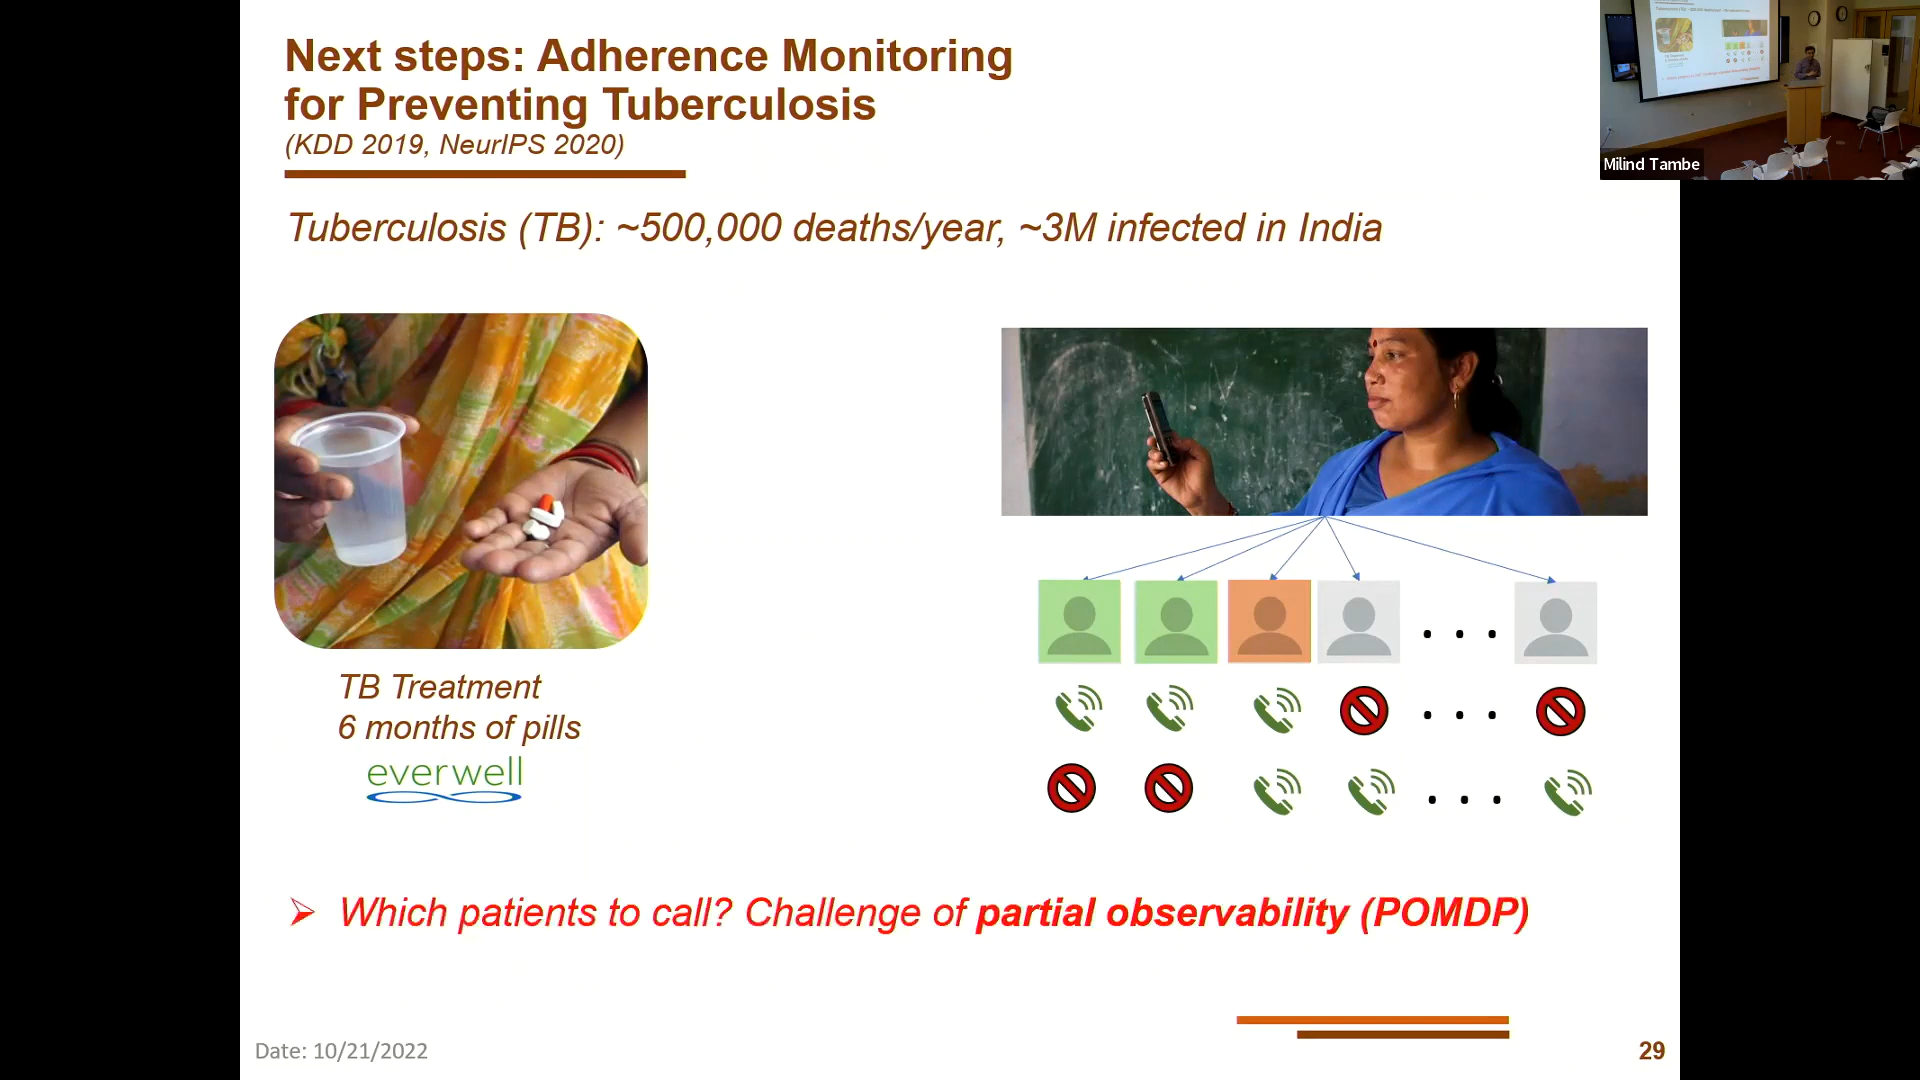 Next steps: Adherence Monitoring
for Preventing Tuberculosis
(KDD 2019, NeurIPS 2020)
Tuberculosis (TB): ~500,000 deaths/year, ~3M infected in India
Milind Tambe
TB Treatment
6 months of pills
everwell
➢ Which patients to call? Challenge of partial observability (POMDP)
Date: 10/21/2022
29